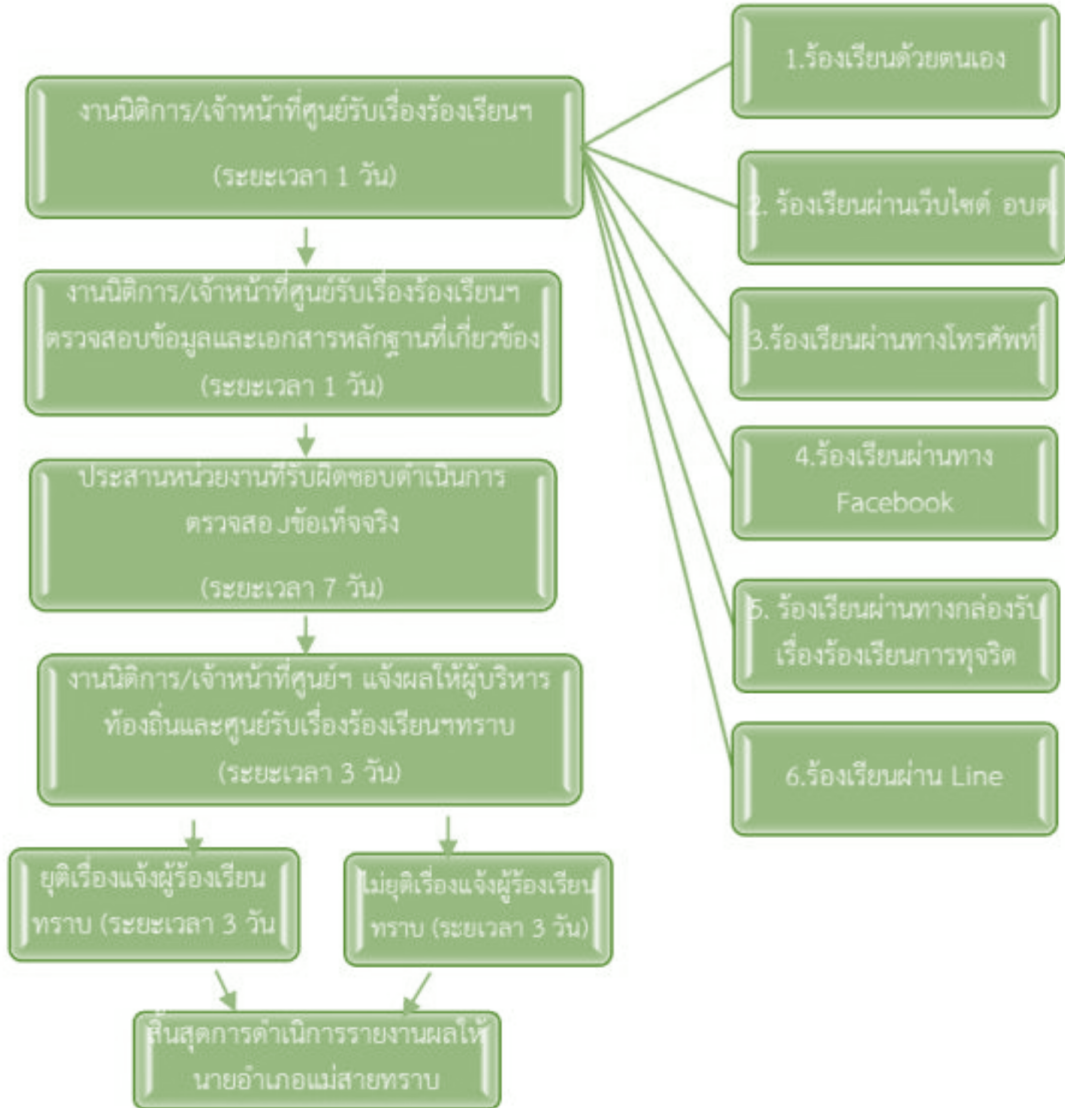 งานนิติการ/เจ้าหน้าที่ศูนย์รับเรื่องร้องเรียนฯ
(ระยะเวลา 1 วัน)
งานนิติการ/เจ้าหน้าที่ศูนย์รับเรื่องร้องเรียนฯ
ตรวจสอบข้อมูลและเอกสารหลักฐานที่เกี่ยวข้อง
(ระยะเวลา 1 วัน)
ประสานหน่วยงานที่รับผิดชอบดำเนินการ
ข้อเท็จจริง
(ระยะเวลา 7 วัน)
งานนิติการ/เจ้าหน้าที่ศูนย์ฯ แจ้งผลให้ผู้บริหาร
ท้องถิ่นและศูนย์รับเรื่องร้องเรียนฯทราบ
(ระยะเวลา 3 วัน)
ยุติเรื่องแจ้งผู้ร้องเรียน
ทราบ (ระยะเวลา 3 วัน
ไม่ยุติเรื่องแจ้งผู้ร้องเรียน
ทราบ (ระยเวลา 3 วัน)
สิ้นสุดการดำเนิการรายงานผลให้
นายอำเภอแม่สายทราบ
1.ร้องเรียนด้วยตนเอง
2. ร้องเรียนผ่านเว็บไซต์ อบต.
3.ร้องเรียนผ่านทางโทรศัพท์
4.ร้องเรียนผ่านทาง
Facebook
5. ร้องเรียนผ่านทางกล่องรับ
เรื่องร้องเรียนการทุจริต
6.ร้องเรียนผ่าน Line